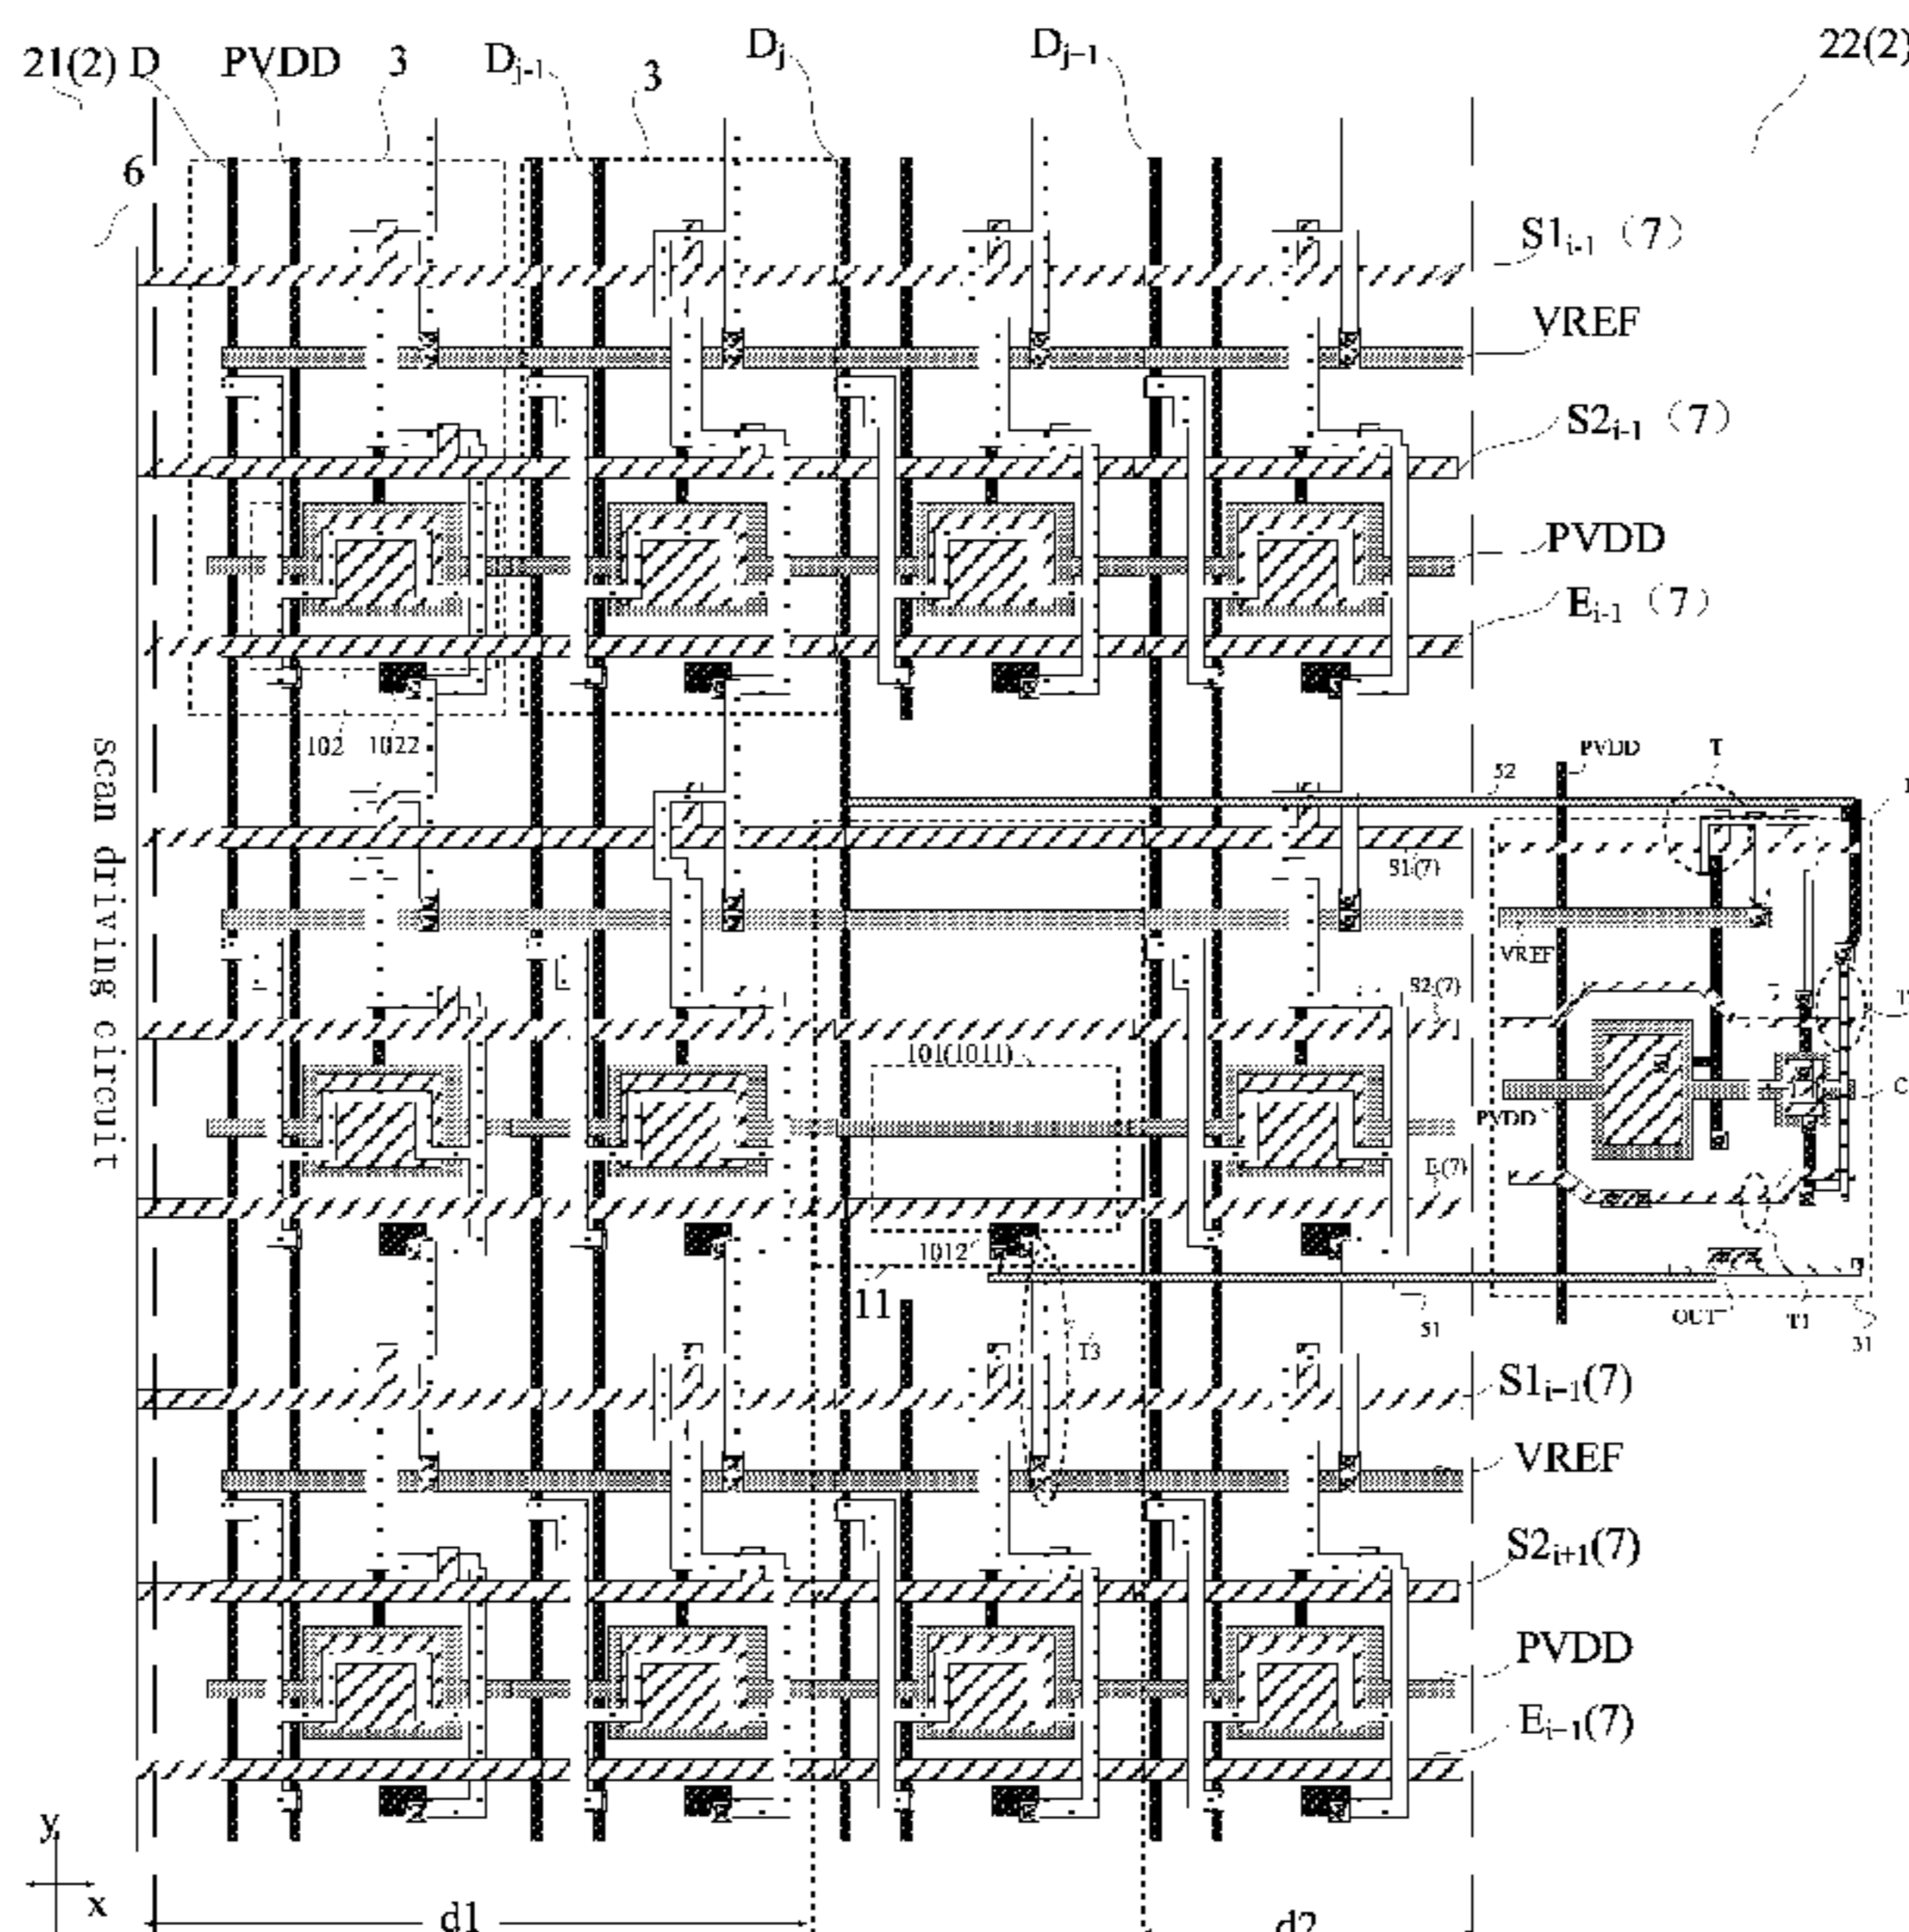 21(2) D PVDD 3 Dj-1 3 Dj Dj-1 22(2)
6
S1i-1（7）
VREF
S2i-1（7）
PVDD
Ei-1（7）
102 1022
scan driving circuit
PVDD T
52
S1(7)
VREF
S2(7)
T
101(1011)
C
PVDD
E(7)
1012
11
51
OUT T1
31
T3
S1i-1(7)
VREF
S2i+1(7)
PVDD
Ei-1(7)
y
x
d1 d2